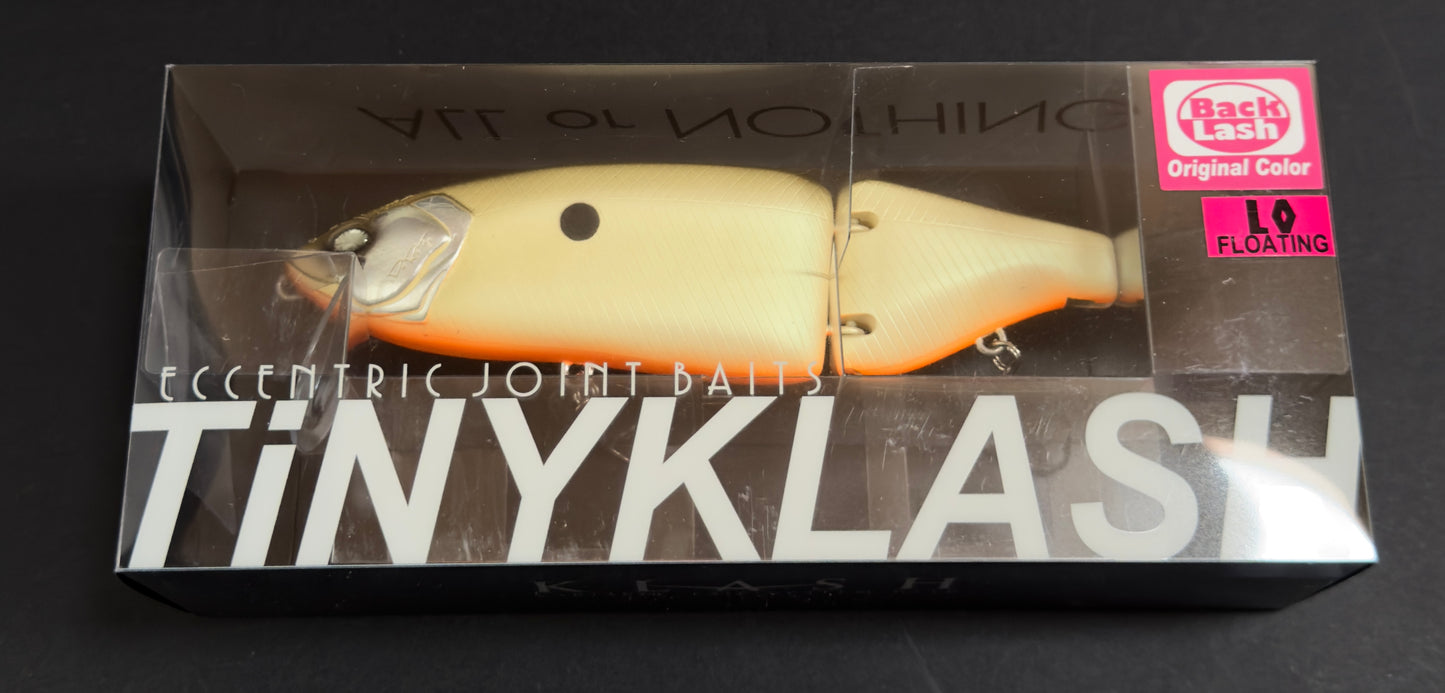 ALL or NOTHING
Back
Lash
Original Color
LO
FLOATING
ECCENTRIC JOINT BAITS
TiNYKLASH
KLASH